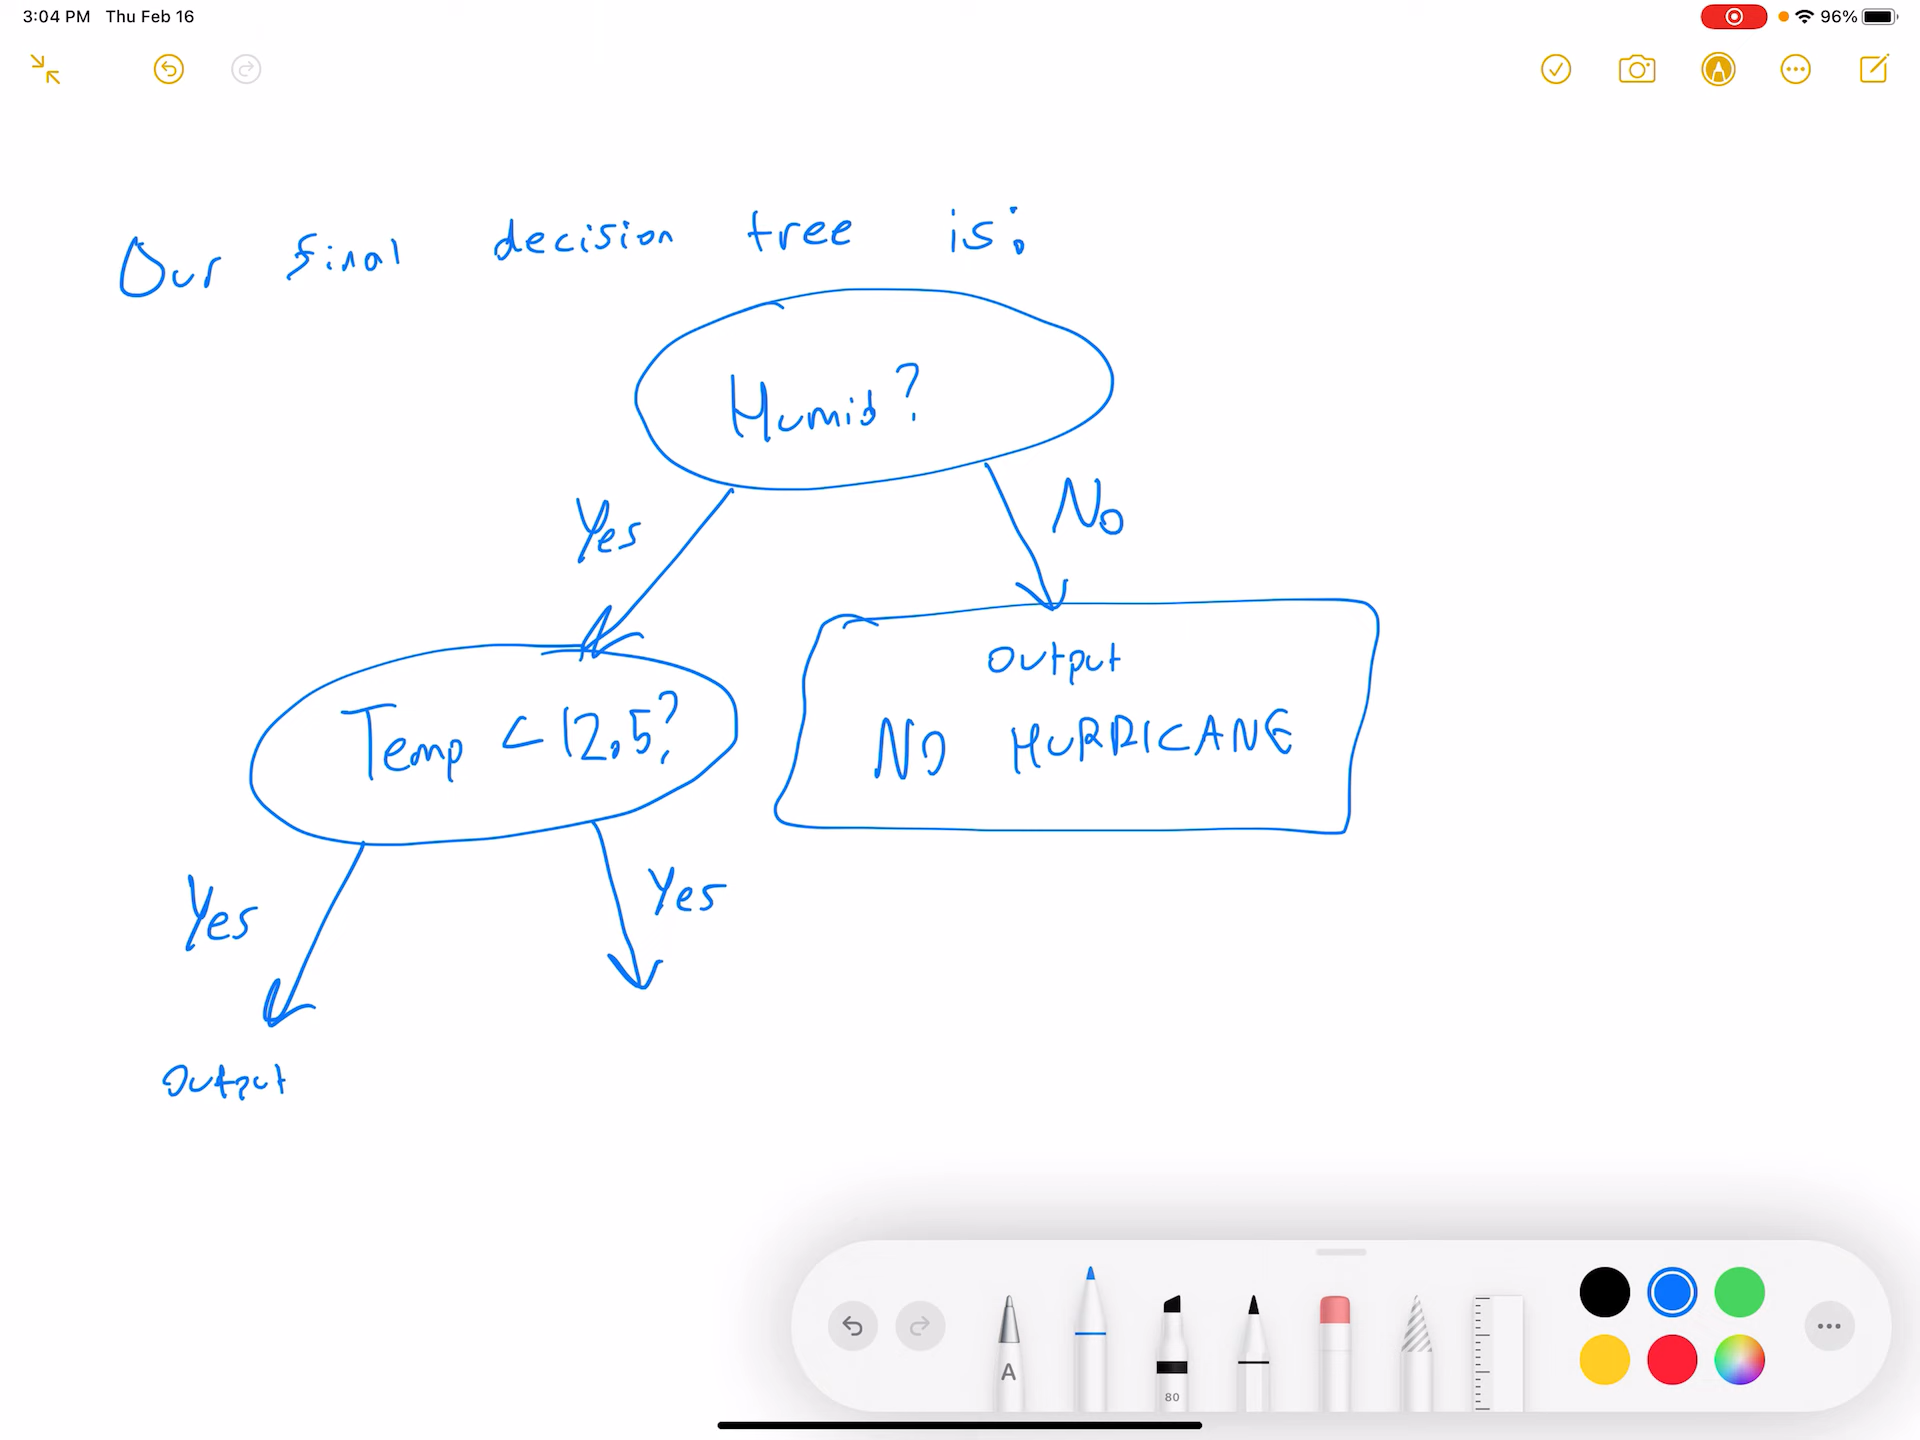 3:04 PM Thu Feb 16
96%
Our final decision tree is:
Humid?
Yes
No
Temp < 12.5?
Output
NO HURRICANE
Yes
Yes
Output
A
80